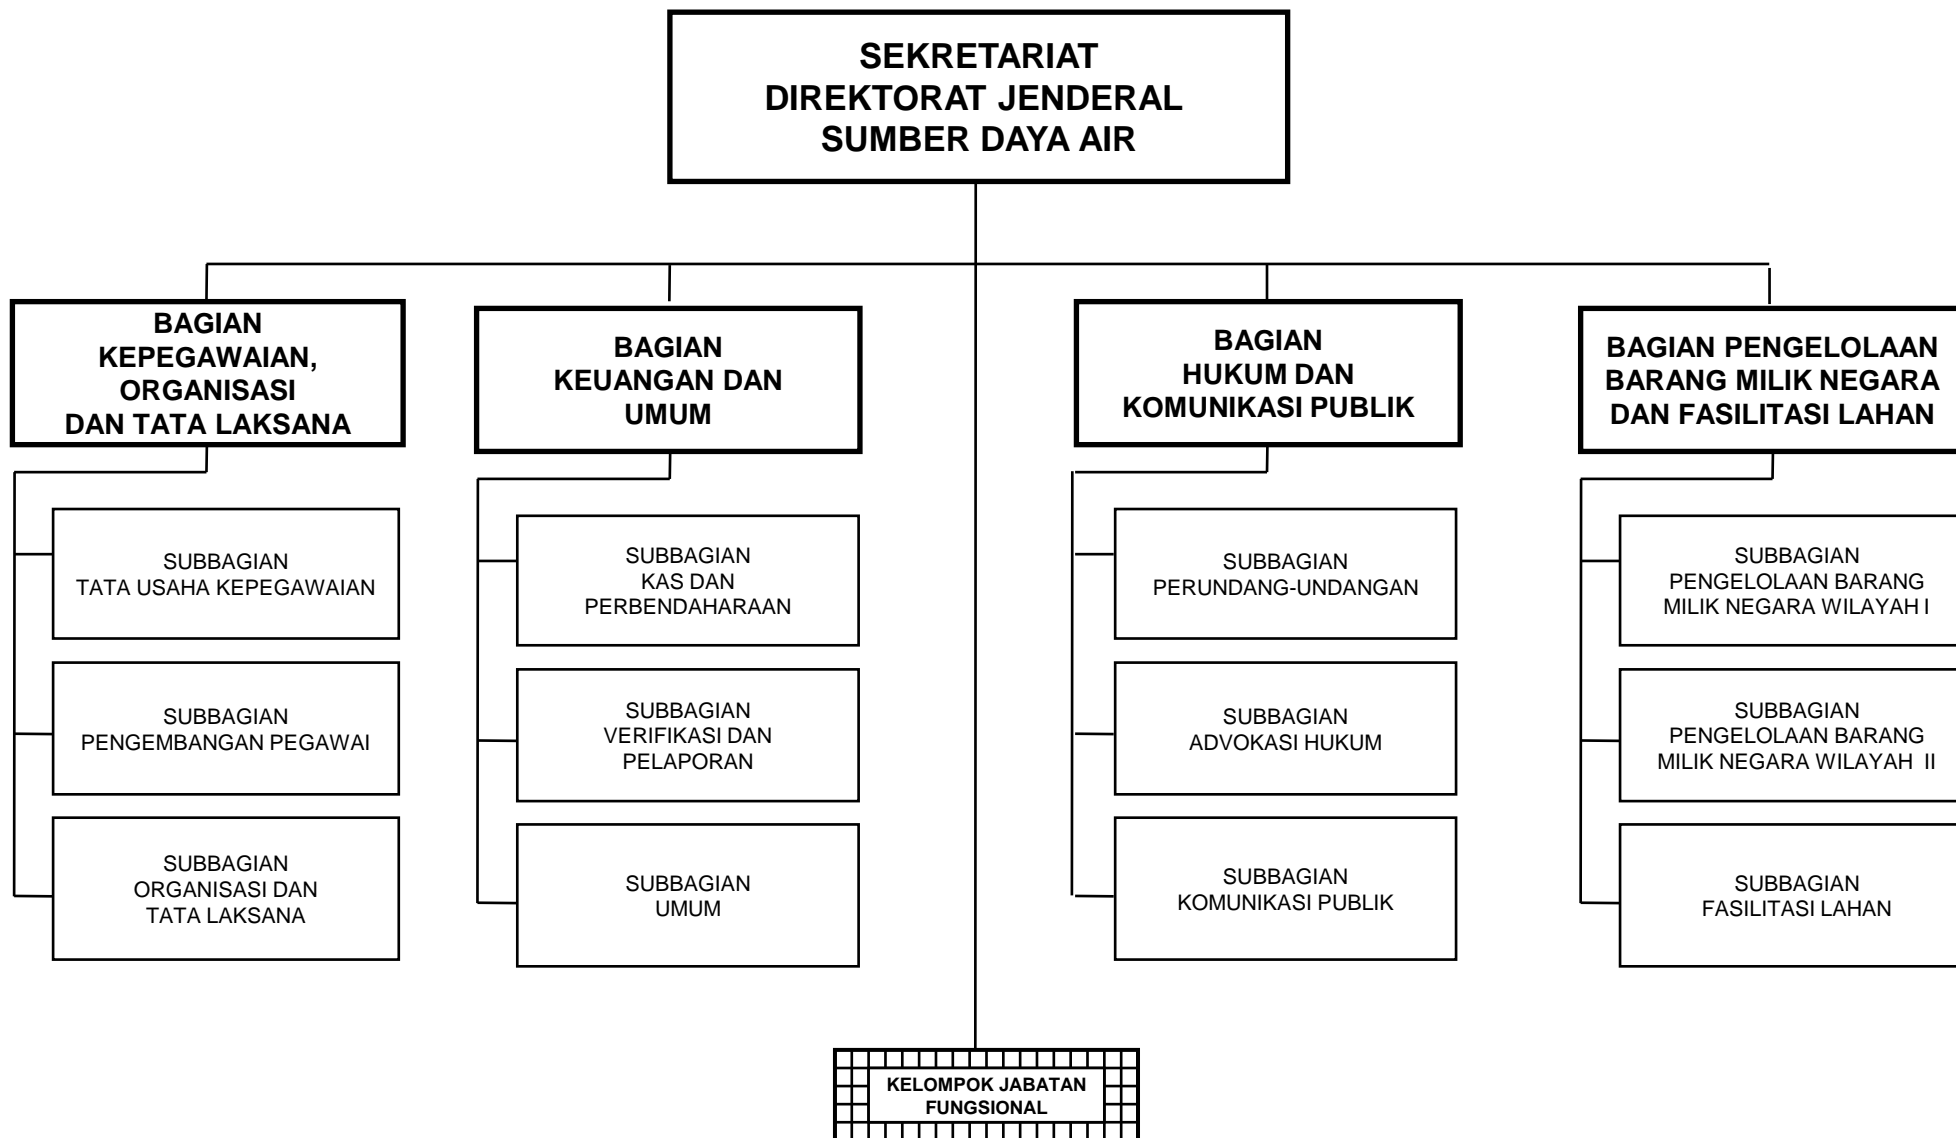 SEKRETARIAT
DIREKTORAT JENDERAL
SUMBER DAYA AIR
BAGIAN
KEPEGAWAIAN,
ORGANISASI
DAN TATA LAKSANA
BAGIAN
KEUANGAN DAN
UMUM
BAGIAN
HUKUM DAN
KOMUNIKASI PUBLIK
BAGIAN PENGELOLAAN
BARANG MILIK NEGARA
DAN FASILITASI LAHAN
SUBBAGIAN
TATA USAHA KEPEGAWAIAN
SUBBAGIAN
KAS DAN
PERBENDAHARAAN
SUBBAGIAN
PERUNDANG-UNDANGAN
SUBBAGIAN
PENGELOLAAN BARANG
MILIK NEGARA WILAYAH I
SUBBAGIAN
PENGEMBANGAN PEGAWAI
SUBBAGIAN
VERIFIKASI DAN
PELAPORAN
SUBBAGIAN
ADVOKASI HUKUM
SUBBAGIAN
PENGELOLAAN BARANG
MILIK NEGARA WILAYAH II
SUBBAGIAN
ORGANISASI DAN
TATA LAKSANA
SUBBAGIAN
UMUM
SUBBAGIAN
KOMUNIKASI PUBLIK
SUBBAGIAN
FASILITASI LAHAN
KELOMPOK JABATAN
FUNGSIONAL